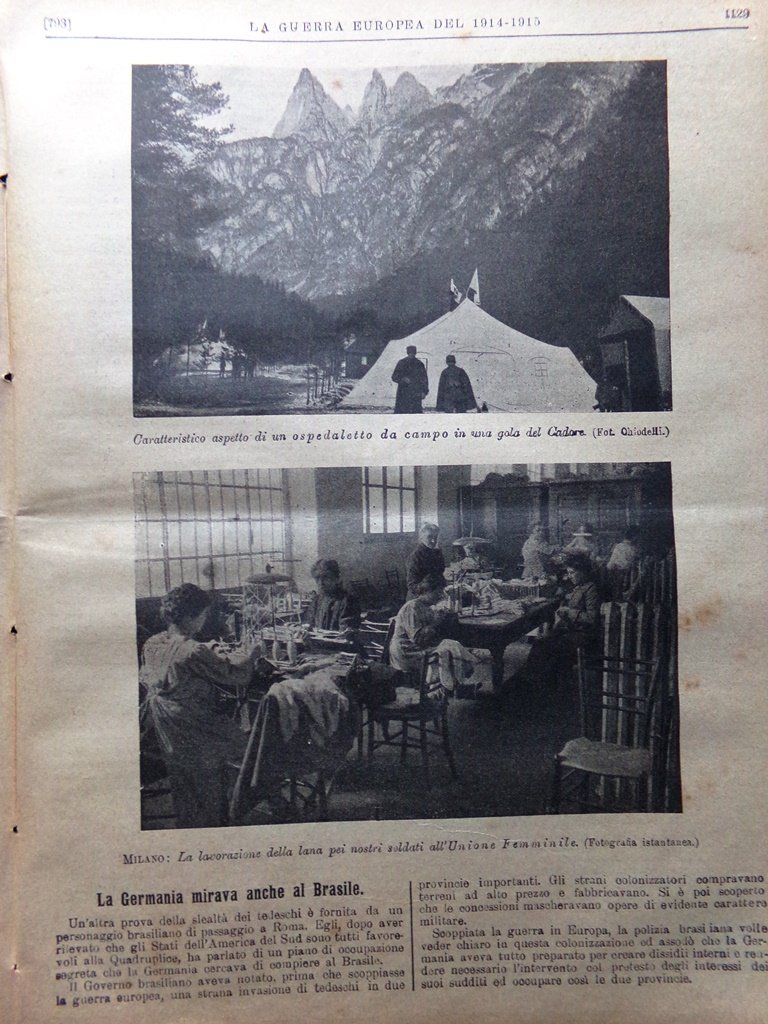 [793] LA GUERRA EUROPEA DEL 1914-1915 1129
Caratteristico aspetto di un ospedaletto da campo in una gola del Cadore. (Fot. Ghiodelli.)
MILANO: La lavorazione della lana pei nostri soldati all'Unione Femminile. (Fotografia istantanea.)
La Germania mirava anche al Brasile.
Un'altra prova della slealtà dei tedeschi è fornita da un
personaggio brasiliano di passaggio a Roma. Egli, dopo aver
rilevato che gli Stati dell'America del Sud sono tutti favore-
voli alla Quadruplice, ha parlato di un piano di occupazione
segreta che la Germania cercava di compiere al Brasile.
Il Governo brasiliano aveva notato, prima che scoppiasse
la guerra europea, una strana invasione di tedeschi in due
provincie importanti. Gli strani colonizzatori compravano
terreni ad alto prezzo e fabbricavano. Si è poi scoperto
che le concessioni mascheravano opere di evidente carattere
militare.
Scoppiata la guerra in Europa, la polizia brasiliana volle
veder chiaro in questa colonizzazione ed assodò che la Ger-
mania aveva tutto preparato per creare dissidii interni e ren-
dere necessario l'intervento col pretesto degli interessi dei
suoi sudditi ed occupare così le due provincie.